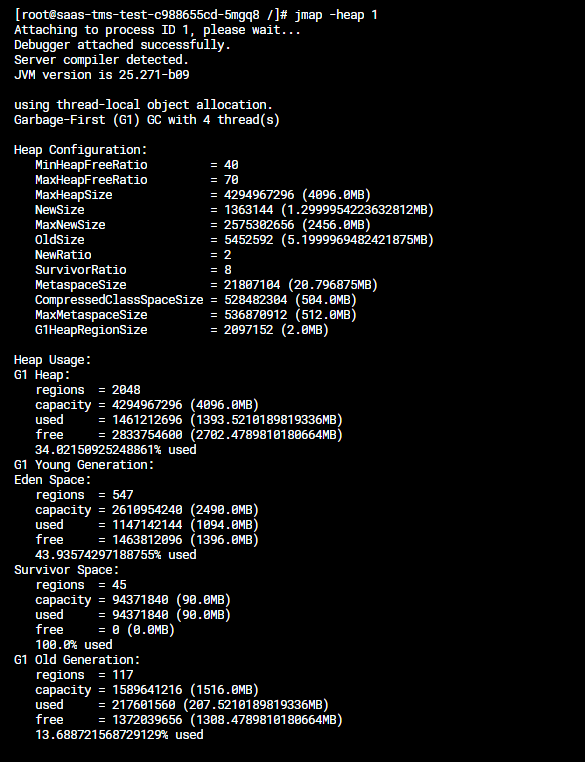 [root@saas-tms-test-c988655cd-5mgq8 /]# jmap -heap 1
Attaching to process ID 1, please wait...
Debugger attached successfully.
Server compiler detected.
JVM version is 25.271-b09

using thread-local object allocation.
Garbage-First (G1) GC with 4 thread(s)

Heap Configuration:
   MinHeapFreeRatio         = 40
   MaxHeapFreeRatio         = 70
   MaxHeapSize              = 4294967296 (4096.0MB)
   NewSize                  = 1363144 (1.2999954223632812MB)
   MaxNewSize               = 2575302656 (2456.0MB)
   OldSize                  = 5452592 (5.1999969482421875MB)
   NewRatio                 = 2
   SurvivorRatio            = 8
   MetaspaceSize            = 21807104 (20.796875MB)
   CompressedClassSpaceSize = 528482304 (504.0MB)
   MaxMetaspaceSize         = 536870912 (512.0MB)
   G1HeapRegionSize         = 2097152 (2.0MB)

Heap Usage:
G1 Heap:
   regions  = 2048
   capacity = 4294967296 (4096.0MB)
   used     = 1461212696 (1393.5210189819336MB)
   free     = 2833754600 (2702.4789810180664MB)
   34.02150925248861% used
G1 Young Generation:
Eden Space:
   regions  = 547
   capacity = 2610954240 (2490.0MB)
   used     = 1147142144 (1094.0MB)
   free     = 1463812096 (1396.0MB)
   43.93574297188755% used
Survivor Space:
   regions  = 45
   capacity = 94371840 (90.0MB)
   used     = 94371840 (90.0MB)
   free     = 0 (0.0MB)
   100.0% used
G1 Old Generation:
   regions  = 117
   capacity = 1589641216 (1516.0MB)
   used     = 217601560 (207.5210189819336MB)
   free     = 1372039656 (1308.4789810180664MB)
   13.688721568729129% used